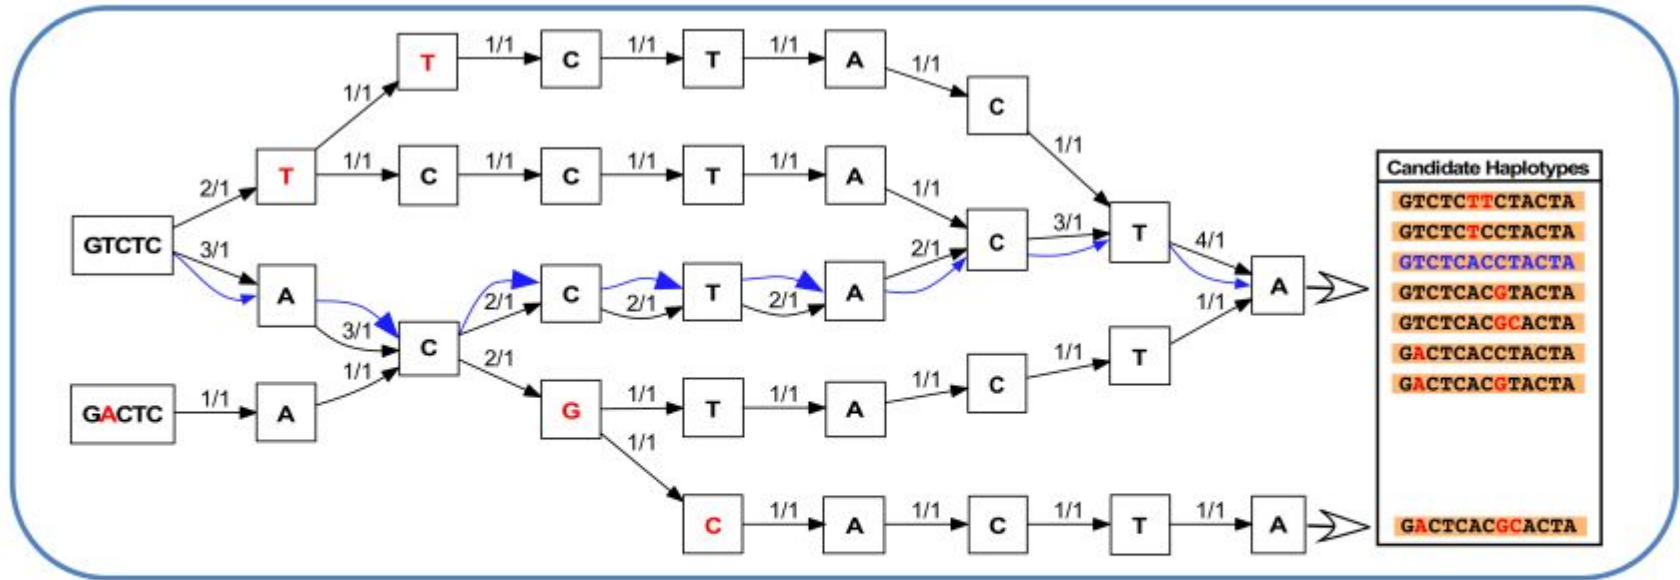 T C T A C
1/1 1/1 1/1 1/1 1/1 1/1
T C C T A
2/1 1/1 1/1 1/1 1/1 1/1
GTCTC A C C T A C T A
3/1 3/1 2/1 2/1 2/1 2/1 3/1 4/1
GACTC A G T A C T
1/1 1/1 2/1 1/1 1/1 1/1 1/1 1/1
C A C T A
1/1 1/1 1/1 1/1 1/1
Candidate Haplotypes
GTCTCTTCTACTA
GTCTCTCCTACTA
GTCTCACCTACTA
GTCTCACGTACTA
GTCTCACGCACTA
GACTCACCTACTA
GACTCACGTACTA
GACTCACGCACTA